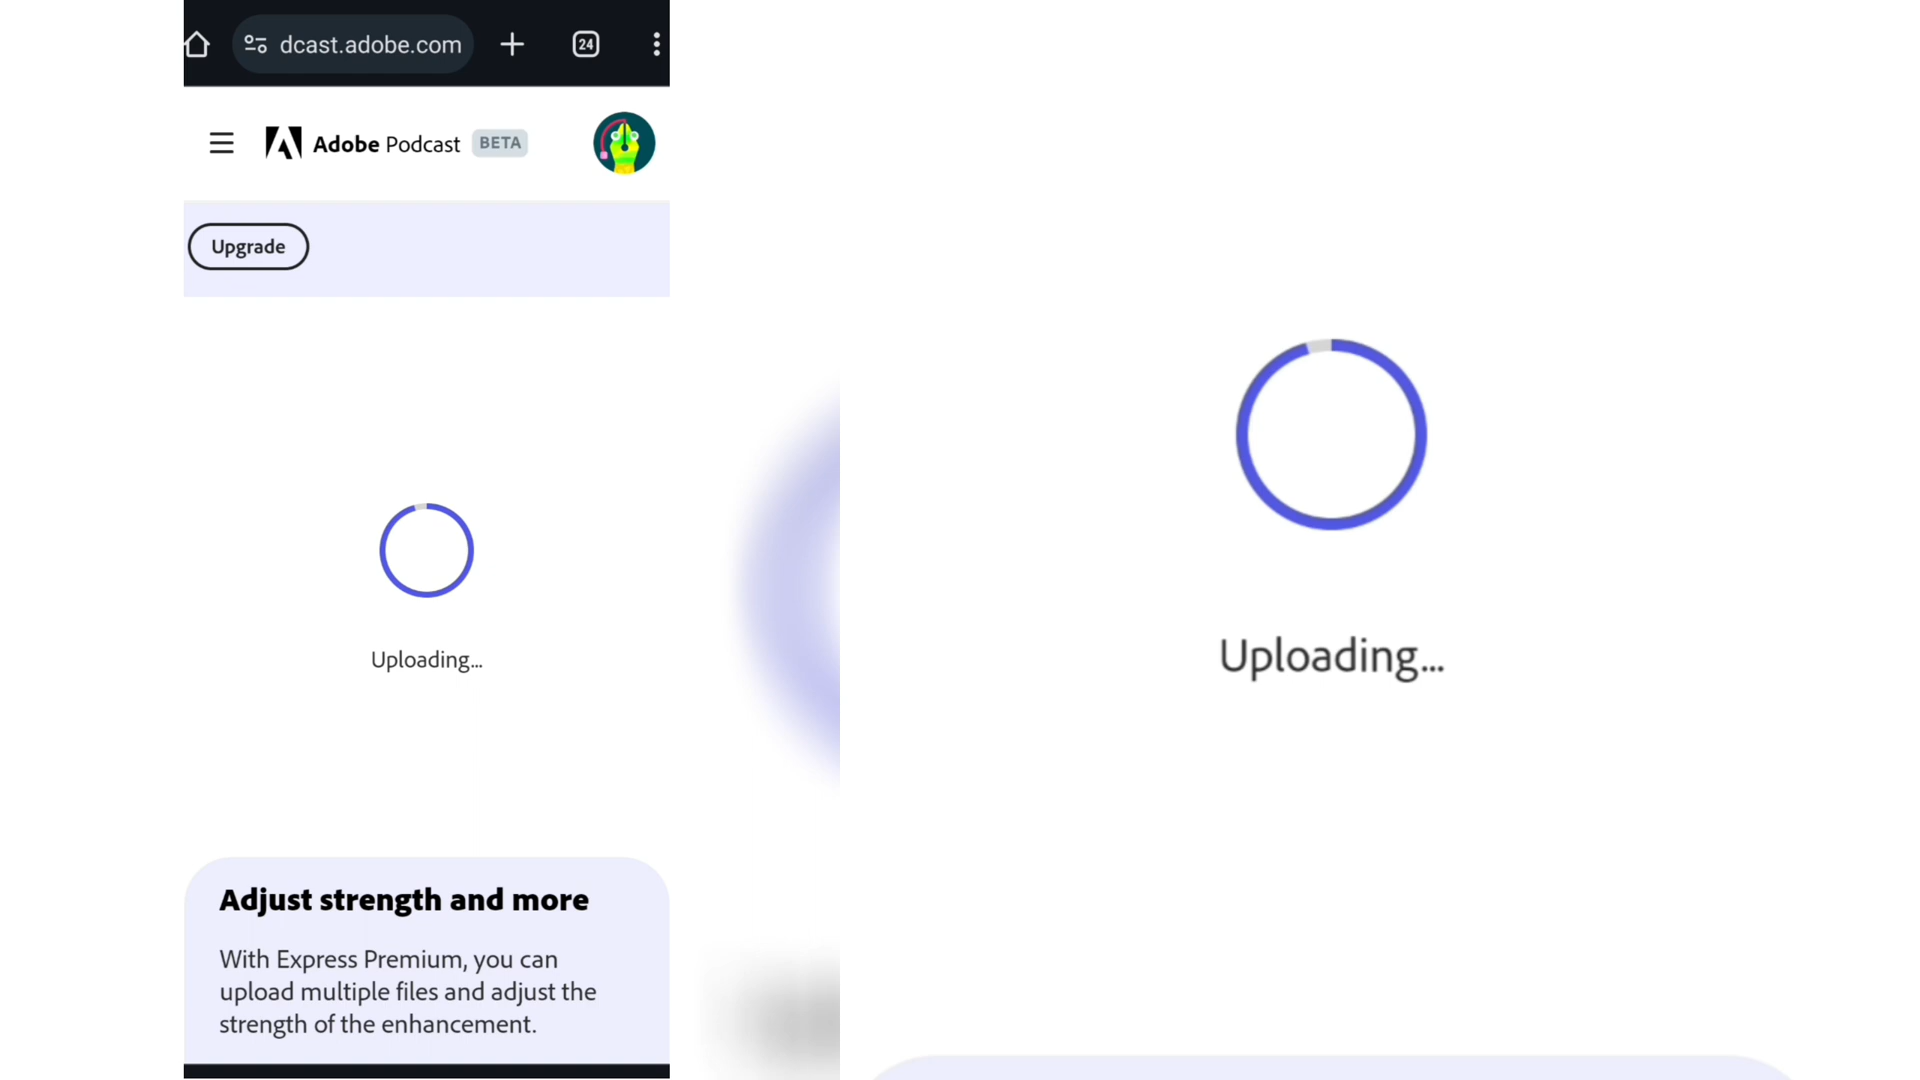 dcast.adobe.com
24
Adobe Podcast BETA
Upgrade
Uploading...
Adjust strength and more
With Express Premium, you can
upload multiple files and adjust the
strength of the enhancement.
Uploading...